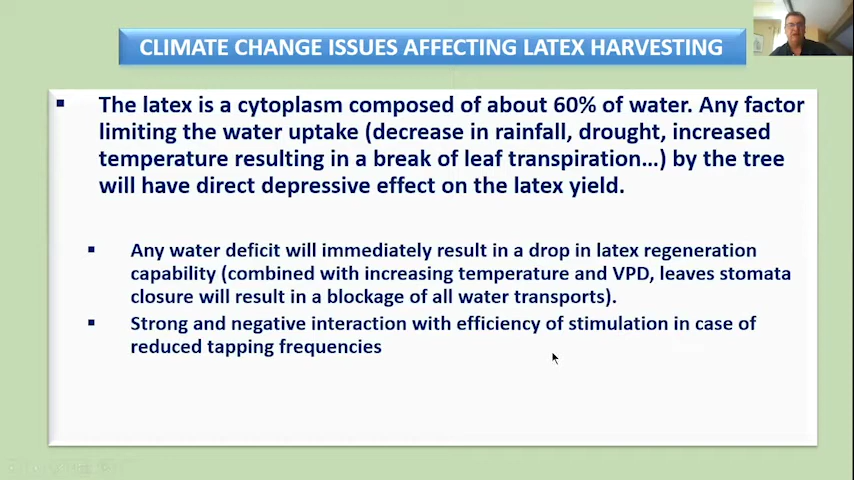 CLIMATE CHANGE ISSUES AFFECTING LATEX HARVESTING
▪ The latex is a cytoplasm composed of about 60% of water. Any factor
limiting the water uptake (decrease in rainfall, drought, increased
temperature resulting in a break of leaf transpiration...) by the tree
will have direct depressive effect on the latex yield.
▪ Any water deficit will immediately result in a drop in latex regeneration
capability (combined with increasing temperature and VPD, leaves stomata
closure will result in a blockage of all water transports).
▪ Strong and negative interaction with efficiency of stimulation in case of
reduced tapping frequencies